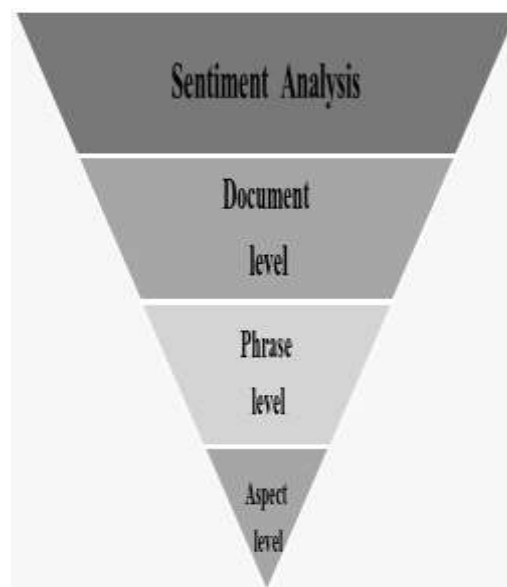 Sentiment Analysis
Document
level
Phrase
level
Aspect
level